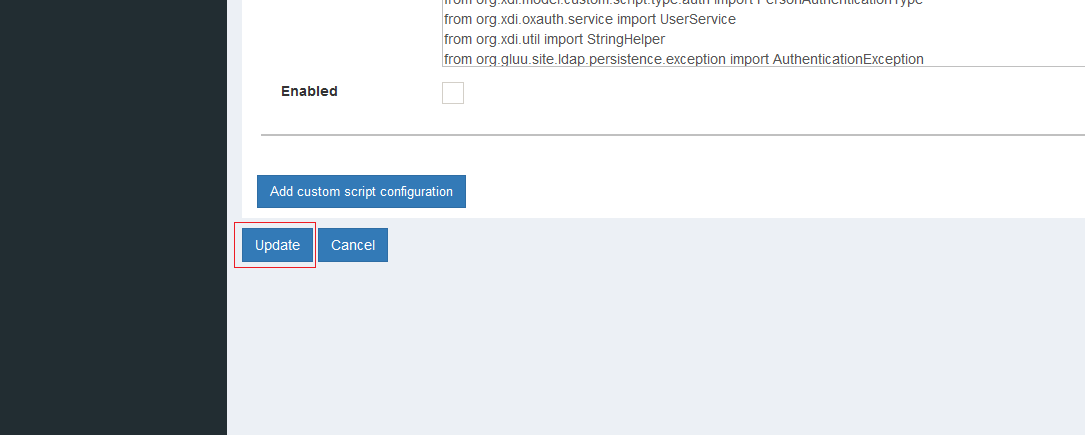 from org.xdi.model.custom.script.type.auth import PersonAuthenticationType
from org.xdi.oxauth.service import UserService
from org.xdi.util import StringHelper
from org.gluu.site.ldap.persistence.exception import AuthenticationException
Enabled
Add custom script configuration
Update
Cancel